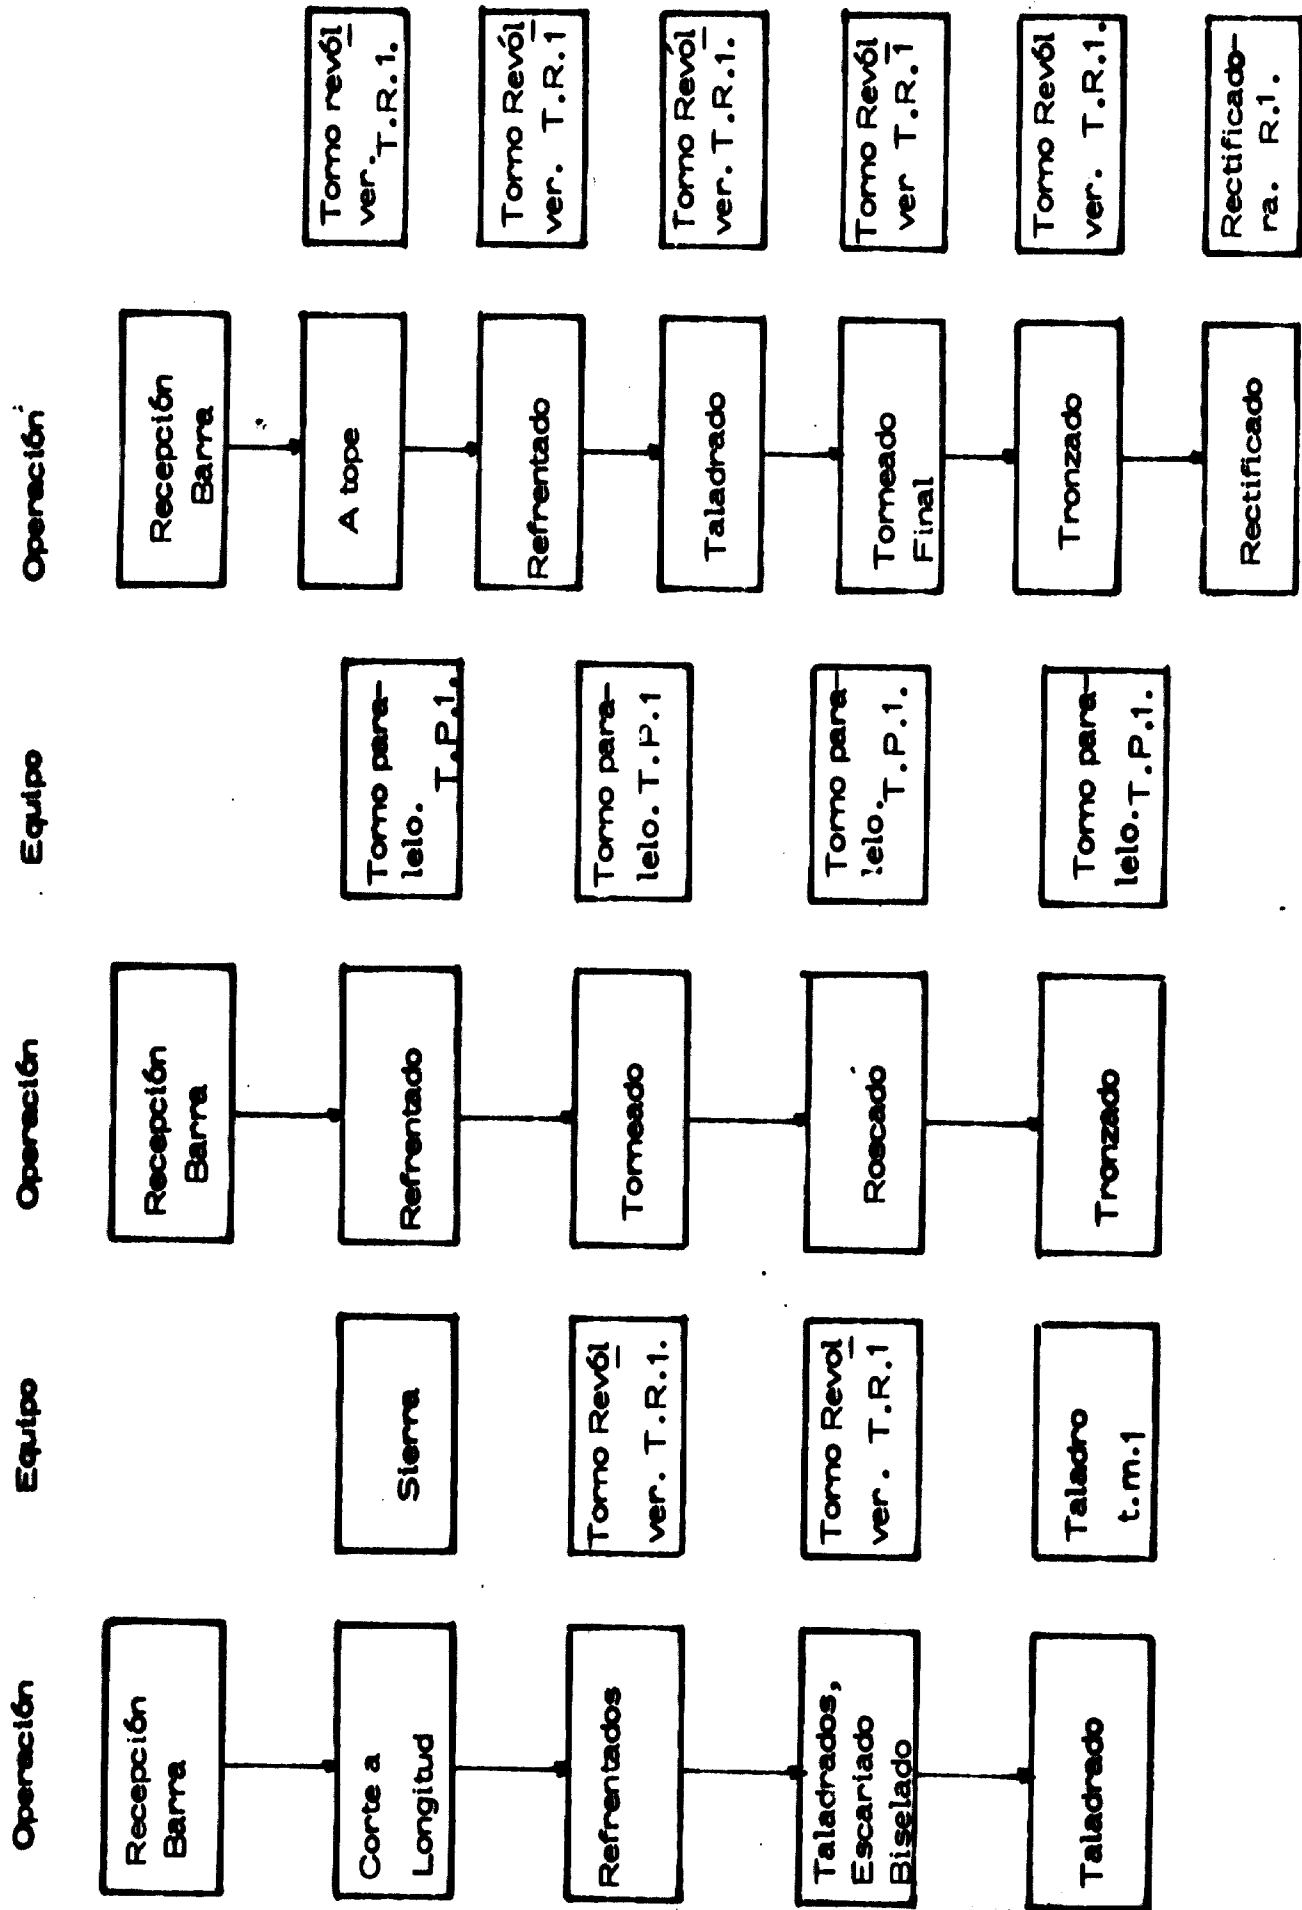 Operación
Equipo
Operación
Equipo
Operación
Recepción
Barra
Corte a
Longitud
Sierra
Refrentados
Torno Revól
ver. T.R.1.
Taladrados,
Escariado
Biselado
Torno Revol
ver. T.R.1
Taladrado
Taladro
t.m.1
Recepción
Barra
Refrentado
Torno para-
lelo. T.P.1.
Torneado
Torno para-
lelo. T.P.1
Roscado
Torno para-
lelo. T.P.1.
Tronzado
Torno para-
lelo. T.P.1.
Recepción
Barra
A tope
Torno revól
ver. T.R.1.
Refrentado
Torno Revól
ver. T.R.1
Taladrado
Torno Revól
ver. T.R.1.
Torneado
Final
Torno Revól
ver T.R.1
Tronzado
Torno Revól
ver. T.R.1.
Rectificado
Rectificado-
ra. R.1.